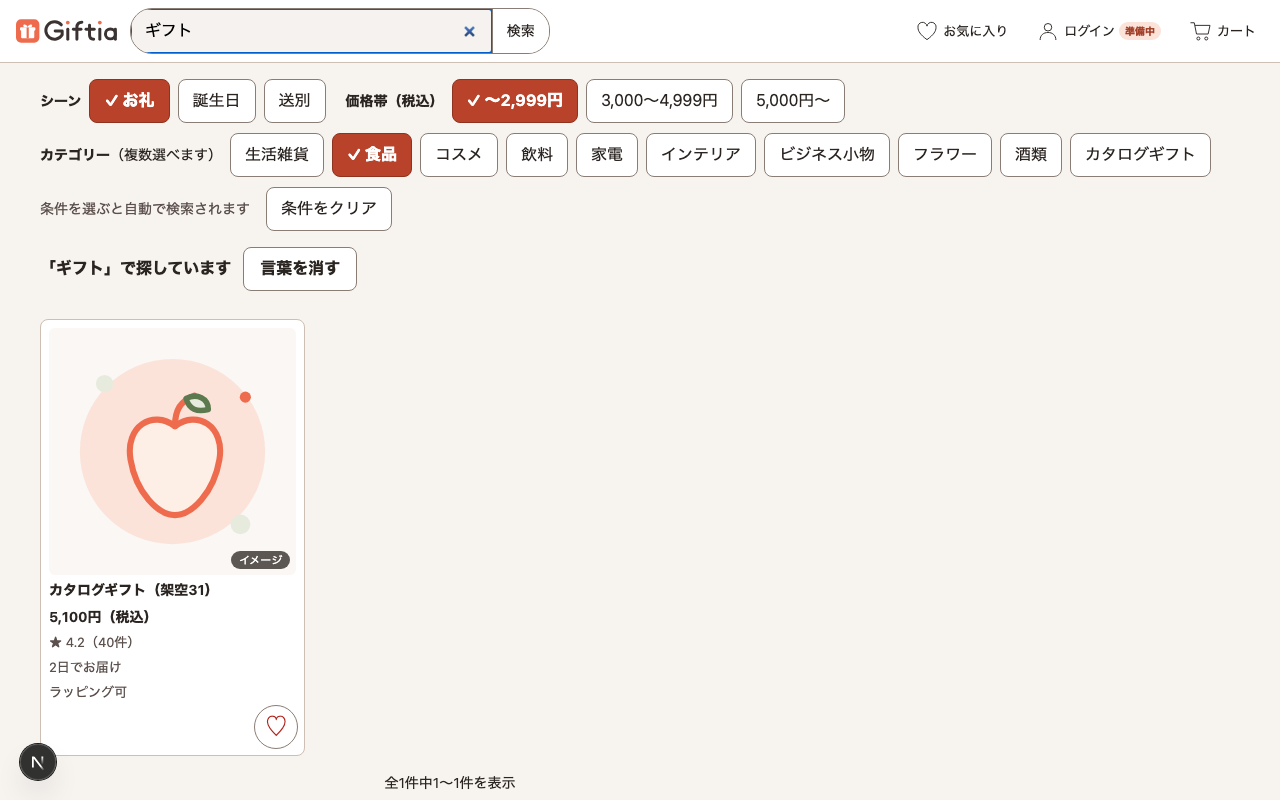 Giftia ギフト × 検索 お気に入り ログイン 準備中 カート
シーン ✓ お礼 誕生日 送別 価格帯（税込） ✓ 〜2,999円 3,000〜4,999円 5,000円〜
カテゴリー（複数選べます） 生活雑貨 ✓ 食品 コスメ 飲料 家電 インテリア ビジネス小物 フラワー 酒類 カタログギフト
条件を選ぶと自動で検索されます 条件をクリア
「ギフト」で探しています 言葉を消す
イメージ
カタログギフト（架空31）
5,100円（税込）
★ 4.2（40件）
2日でお届け
ラッピング可
N
全1件中1〜1件を表示